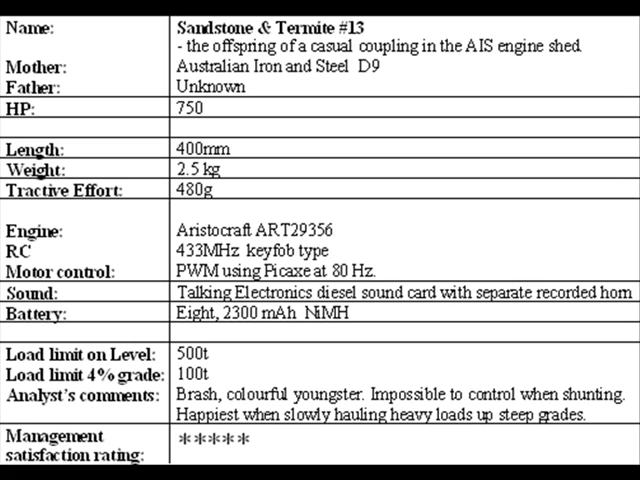 Name: Sandstone & Termite #13
- the offspring of a casual coupling in the AIS engine shed
Mother: Australian Iron and Steel D9
Father: Unknown
HP: 750
Length: 400mm
Weight: 2.5 kg
Tractive Effort: 480g
Engine: Aristocraft ART29356
RC 433MHz keyfob type
Motor control: PWM using Picaxe at 80 Hz.
Sound: Talking Electronics diesel sound card with separate recorded horn
Battery: Eight, 2300 mAh NiMH
Load limit on Level: 500t
Load limit 4% grade: 100t
Analyst's comments: Brash, colourful youngster. Impossible to control when shunting.
Happiest when slowly hauling heavy loads up steep grades.
Management
satisfaction rating: *****